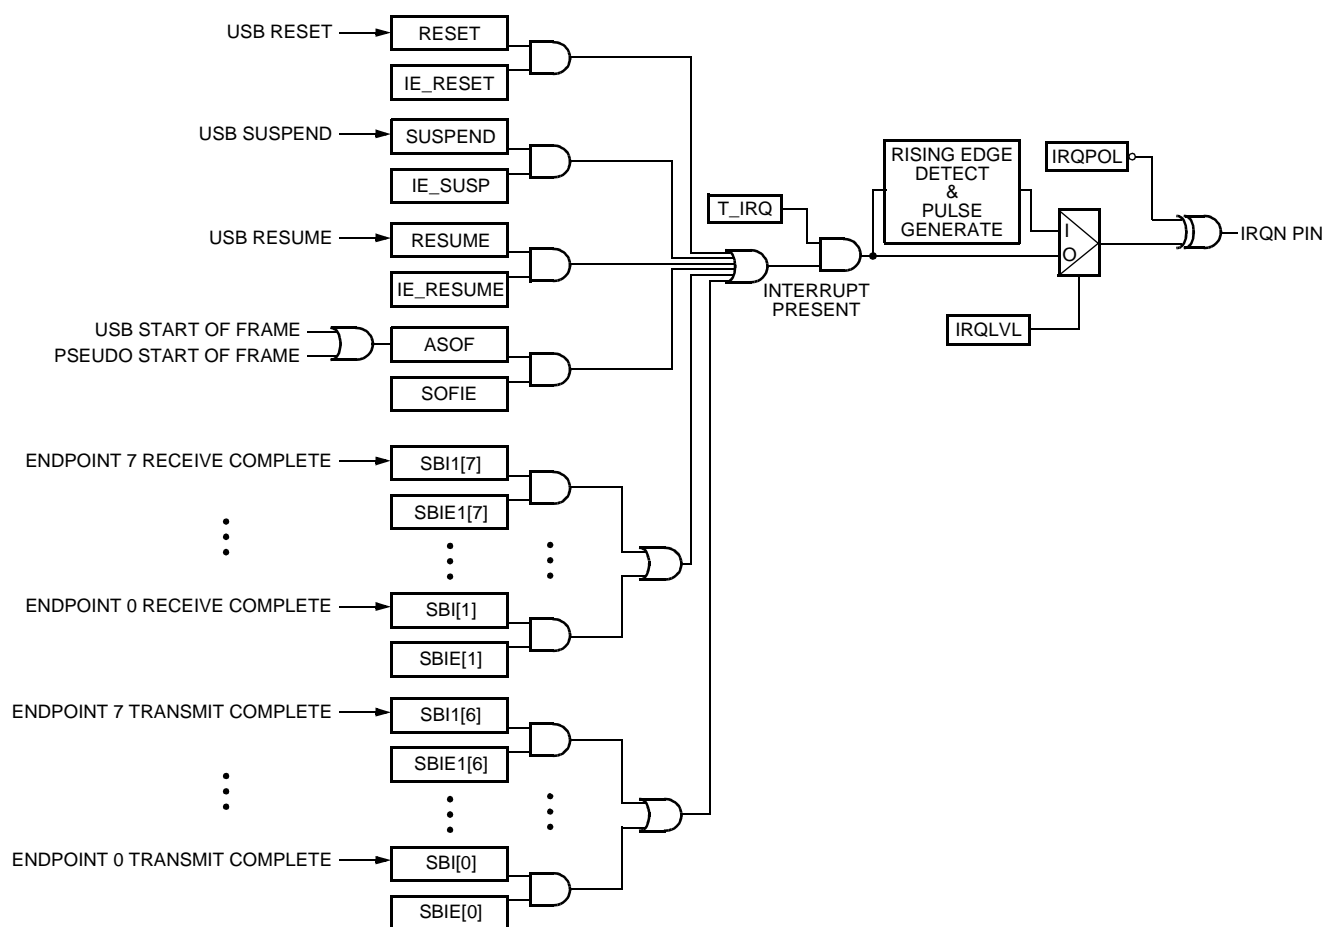 USB RESET
RESET
IE_RESET
USB SUSPEND
SUSPEND
IE_SUSP
USB RESUME
RESUME
IE_RESUME
USB START OF FRAME
PSEUDO START OF FRAME
ASOF
SOFIE
ENDPOINT 7 RECEIVE COMPLETE
SBI1[7]
SBIE1[7]
ENDPOINT 0 RECEIVE COMPLETE
SBI[1]
SBIE[1]
ENDPOINT 7 TRANSMIT COMPLETE
SBI1[6]
SBIE1[6]
ENDPOINT 0 TRANSMIT COMPLETE
SBI[0]
SBIE[0]
T_IRQ
INTERRUPT
PRESENT
RISING EDGE
DETECT
&
PULSE
GENERATE
IRQPOL
I
O
IRQLVL
IRQN PIN